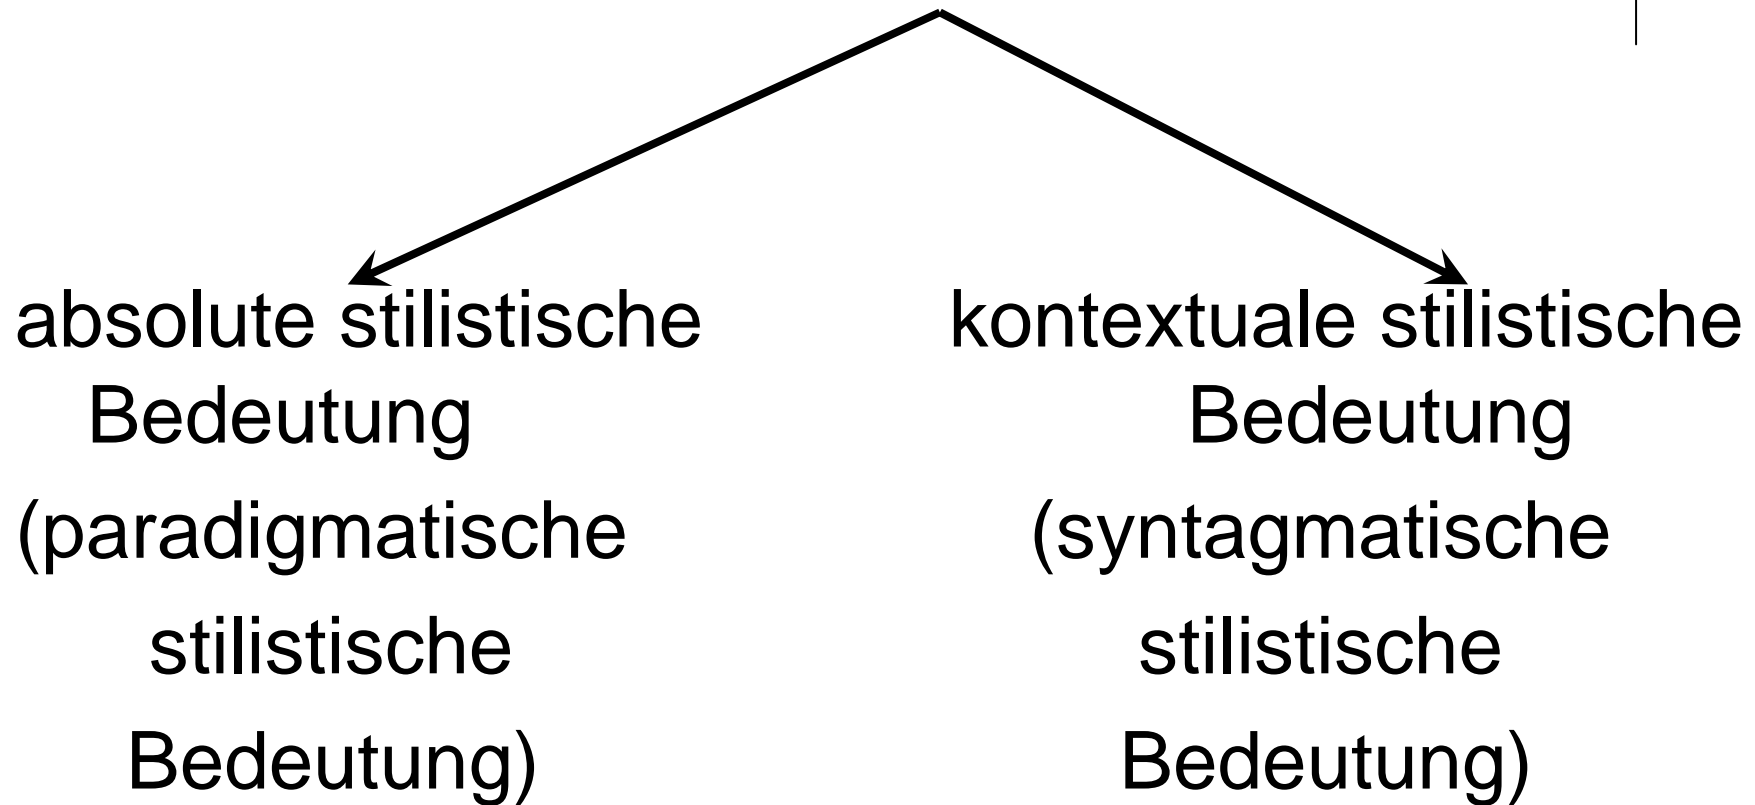 absolute stilistische
Bedeutung
(paradigmatische
stilistische
Bedeutung)
kontextuale stilistische
Bedeutung
(syntagmatische
stilistische
Bedeutung)